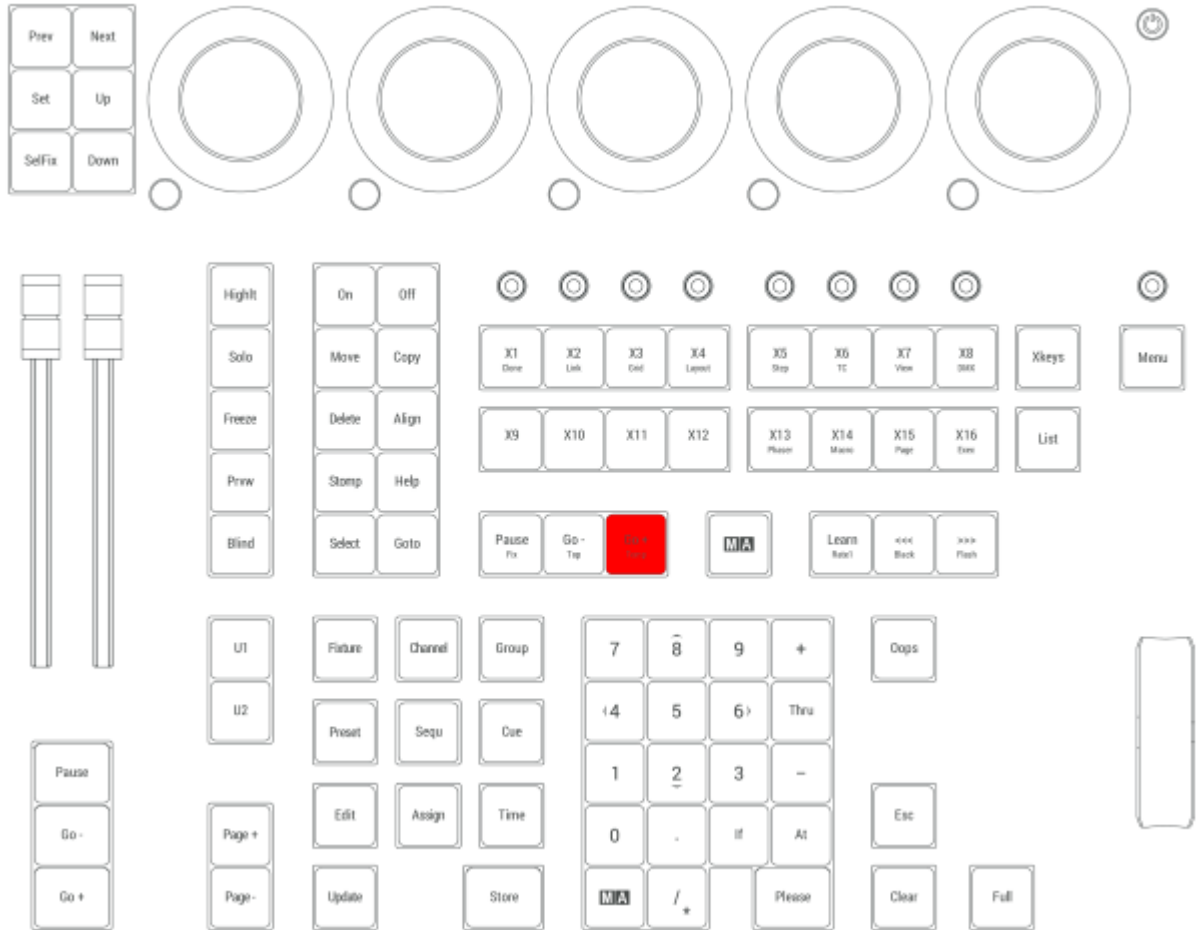 Prev Next
Set Up
SelFix Down
Highlt On Off
Solo Move Copy X1 X2 X3 X4 X5 X6 X7 X8 Xkeys Menu
Clone Link Grid Layout Step TC View DMX
Freeze Delete Align X9 X10 X11 X12 X13 X14 X15 X16 List
Phaser Macro Page Exec
Prvw Stomp Help
Blind Select Goto Pause Go - MA Learn <<< >>>
Fix Top Rate1 Black Flash
U1 Fixture Channel Group 7 8 9 + Oops
U2 Preset Sequ Cue 4 5 6 Thru
Pause 1 2 3 -
Go - Page + Edit Assign Time 0 . If At Esc
Go + Page - Update Store MA / * Please Clear Full